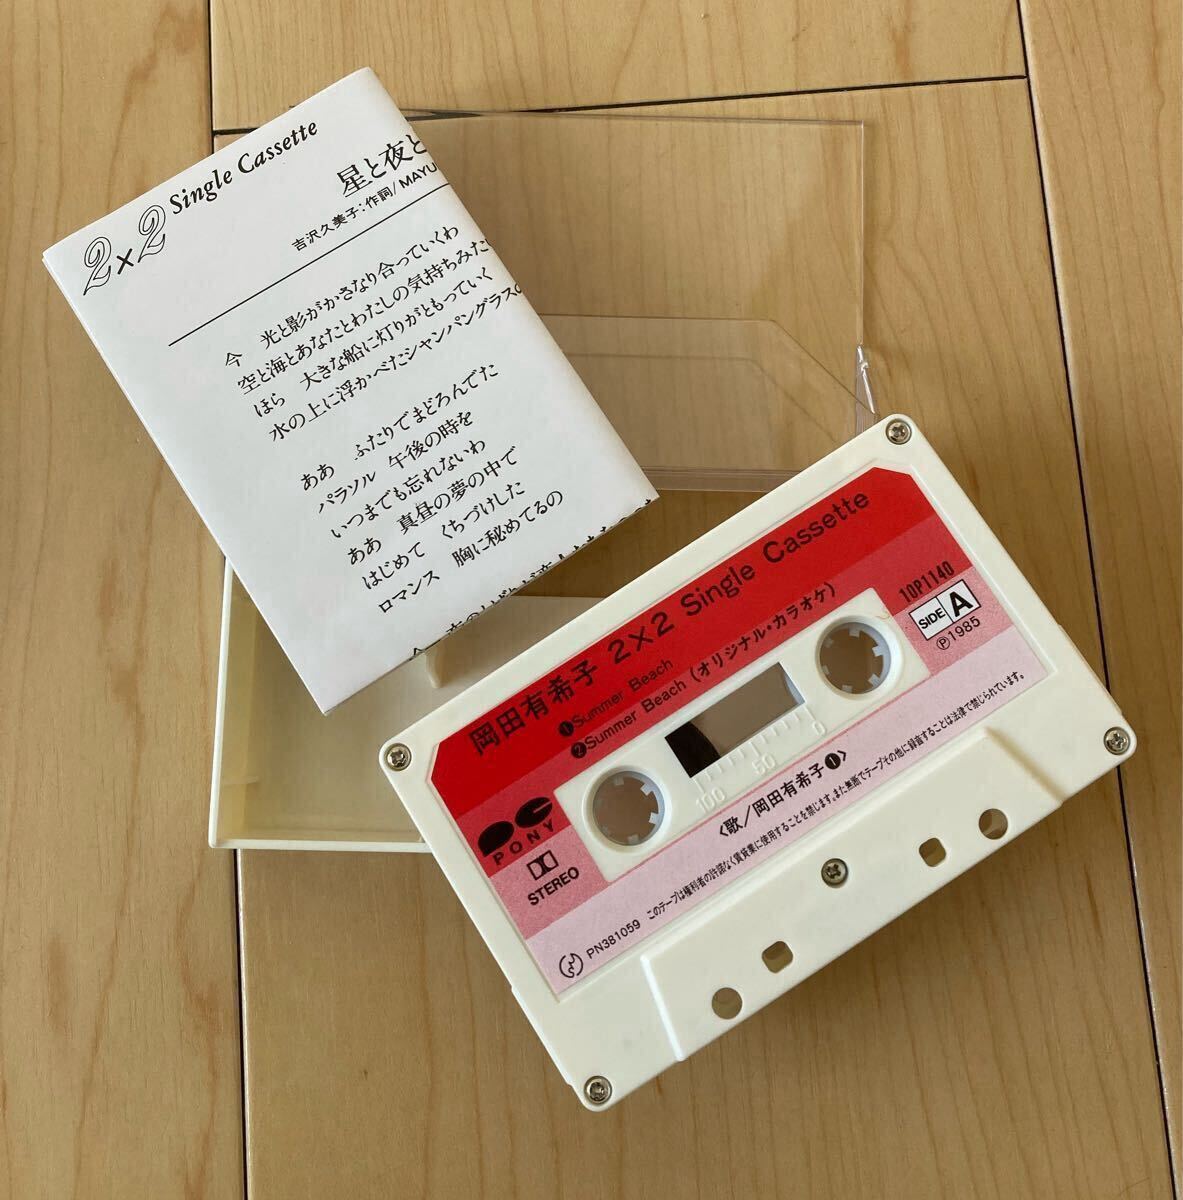 2×2 Single Cassette
星と夜と
吉沢久美子:作詞/MAYU
今 光と影がかさなり合っていくわ
空と海とあなたとわたしの気持ちみた
ほら 大きな船に灯りがともっていく
水の上に浮かべたシャンパングラスの
ああ ふたりでまどろんでた
パラソル 午後の時を
いつまでも忘れないわ
ああ 真昼の夢の中で
はじめて くちづけした
ロマンス 胸に秘めてるの
岡田有希子 2×2 Single Cassette
❶Summer Beach
❷Summer Beach(オリジナル・カラオケ)
10P1140
SIDE A
Ⓟ1985
PONY
STEREO
100 50 0
〈歌/岡田有希子❶〉
PN381059 このテープは権利者の許諾なく賃貸業に使用することを禁じます。また無断でテープその他に録音することは法律で禁じられています。